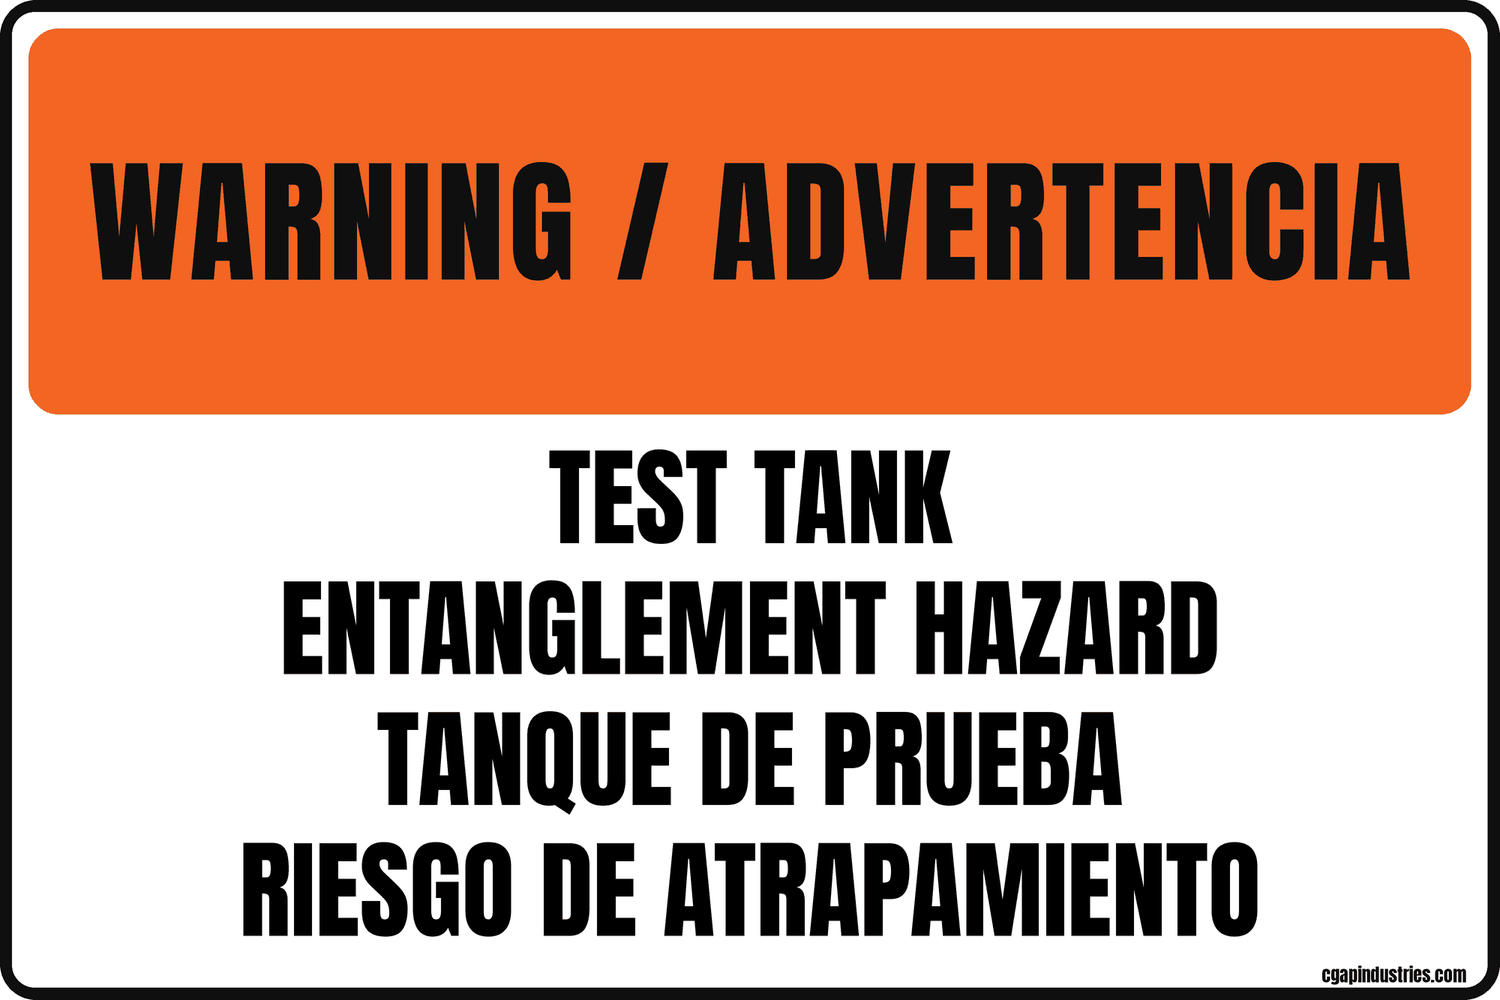 WARNING / ADVERTENCIA
TEST TANK
ENTANGLEMENT HAZARD
TANQUE DE PRUEBA
RIESGO DE ATRAPAMIENTO
cgapindustries.com